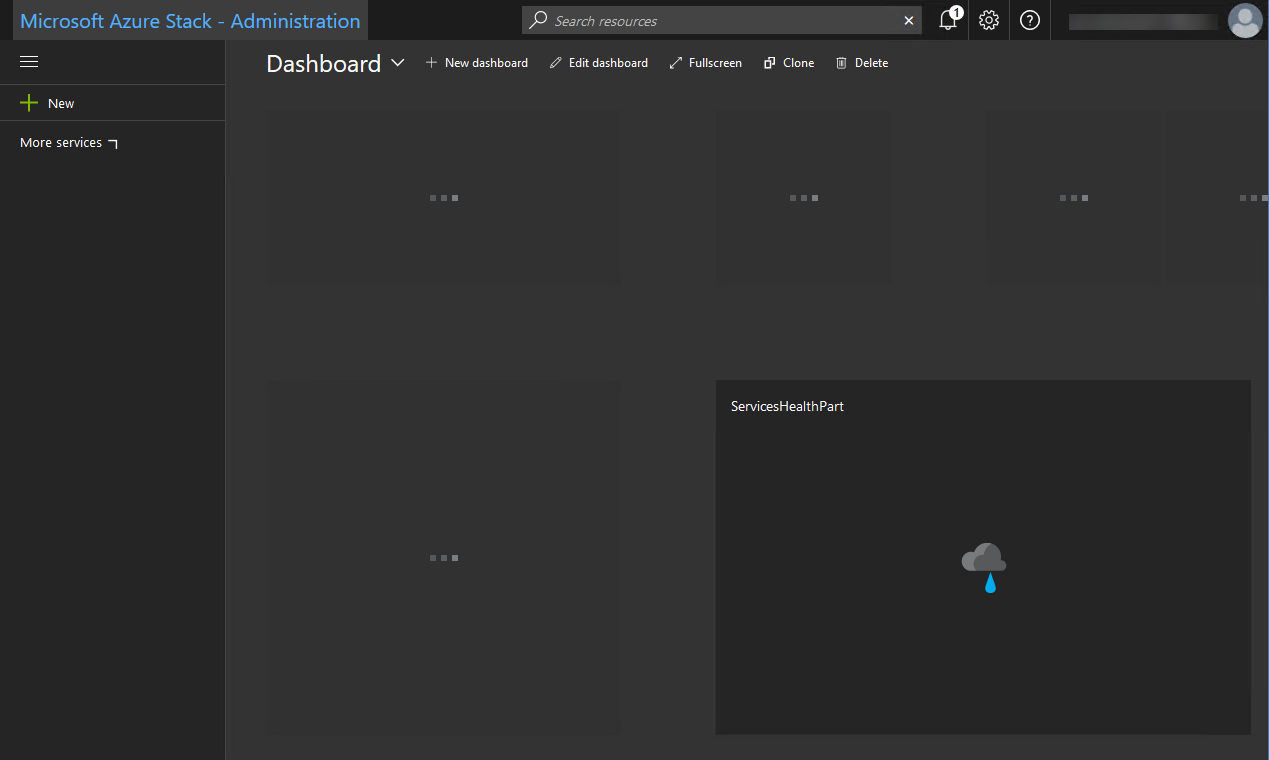 Microsoft Azure Stack - Administration
Search resources
1
Dashboard
New dashboard
Edit dashboard
Fullscreen
Clone
Delete
New
More services
ServicesHealthPart